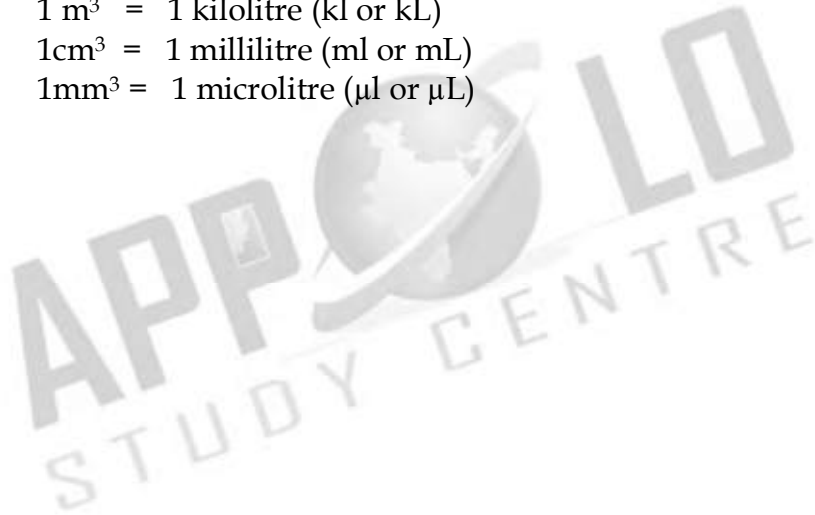 1 m³ = 1 kilolitre (kl or kL)
1cm³ = 1 millilitre (ml or mL)
1mm³ = 1 microlitre (µl or µL)
APPOLO
STUDY CENTRE